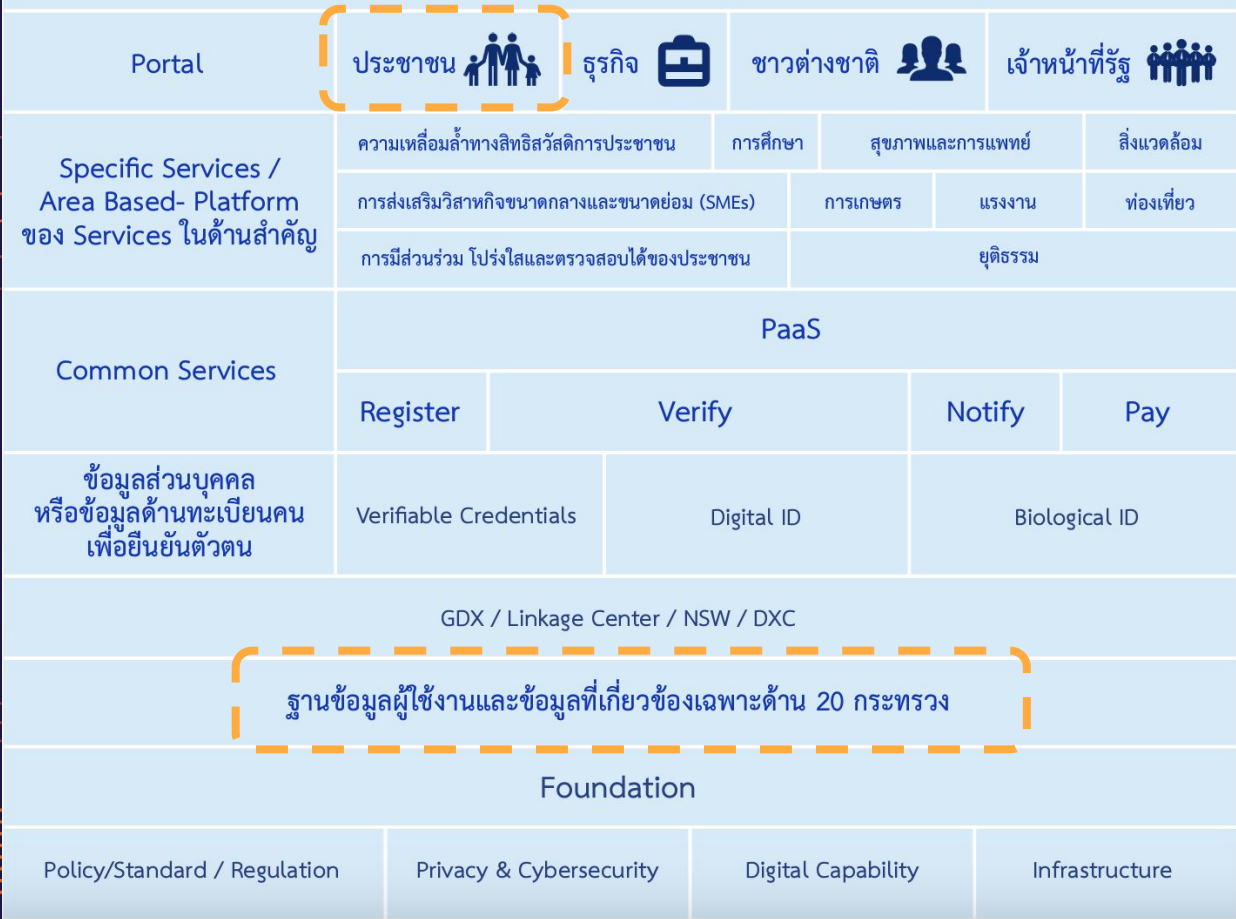 Portal
ประชาชน
ธุรกิจ
ชาวต่างชาติ
เจ้าหน้าที่รัฐ
Specific Services /
Area Based- Platform
ของ Services ในด้านสำคัญ
ความเหลื่อมล้ำทางสิทธิสวัสดิการประชาชน
การศึกษา
สุขภาพและการแพทย์
สิ่งแวดล้อม
การส่งเสริมวิสาหกิจขนาดกลางและขนาดย่อม (SMEs)
การเกษตร
แรงงาน
ท่องเที่ยว
การมีส่วนร่วม โปร่งใสและตรวจสอบได้ของประชาชน
ยุติธรรม
Common Services
PaaS
Register
Verify
Notify
Pay
ข้อมูลส่วนบุคคล
หรือข้อมูลด้านทะเบียนคน
เพื่อยืนยันตัวตน
Verifiable Credentials
Digital ID
Biological ID
GDX / Linkage Center / NSW / DXC
ฐานข้อมูลผู้ใช้งานและข้อมูลที่เกี่ยวข้องเฉพาะด้าน 20 กระทรวง
Foundation
Policy/Standard / Regulation
Privacy & Cybersecurity
Digital Capability
Infrastructure